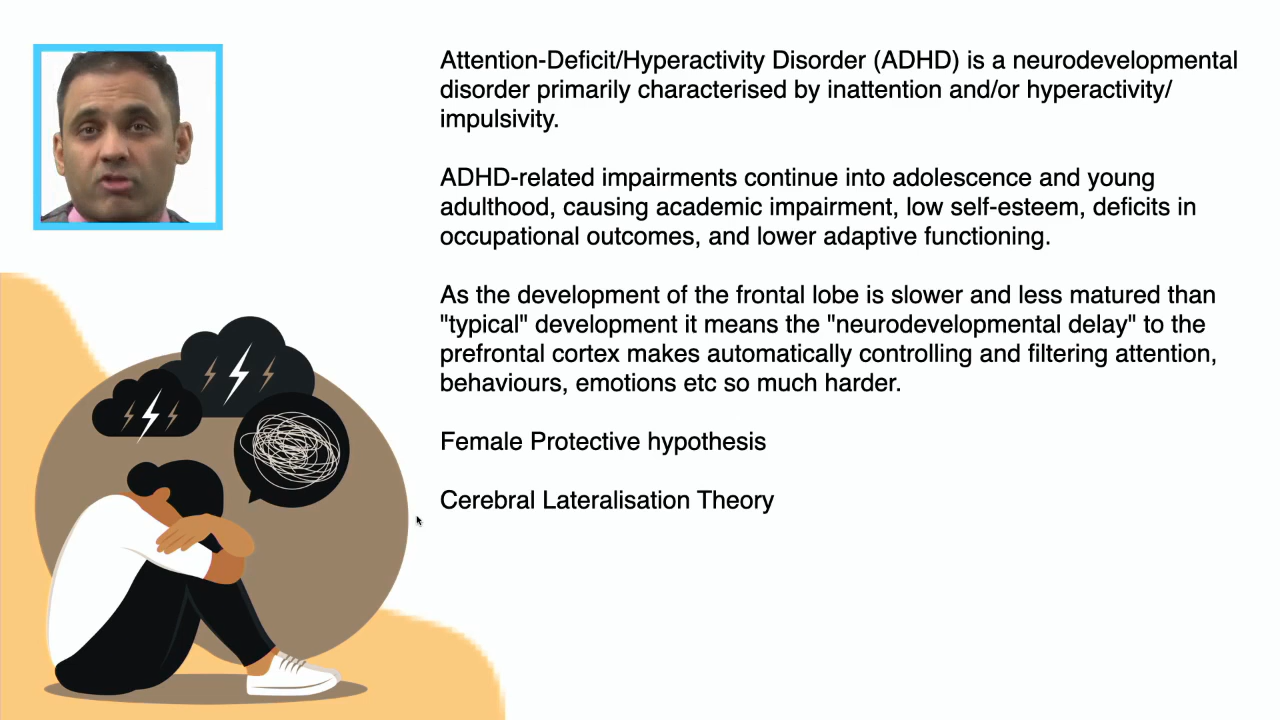 Attention-Deficit/Hyperactivity Disorder (ADHD) is a neurodevelopmental
disorder primarily characterised by inattention and/or hyperactivity/
impulsivity.
ADHD-related impairments continue into adolescence and young
adulthood, causing academic impairment, low self-esteem, deficits in
occupational outcomes, and lower adaptive functioning.
As the development of the frontal lobe is slower and less matured than
"typical" development it means the "neurodevelopmental delay" to the
prefrontal cortex makes automatically controlling and filtering attention,
behaviours, emotions etc so much harder.
Female Protective hypothesis
Cerebral Lateralisation Theory